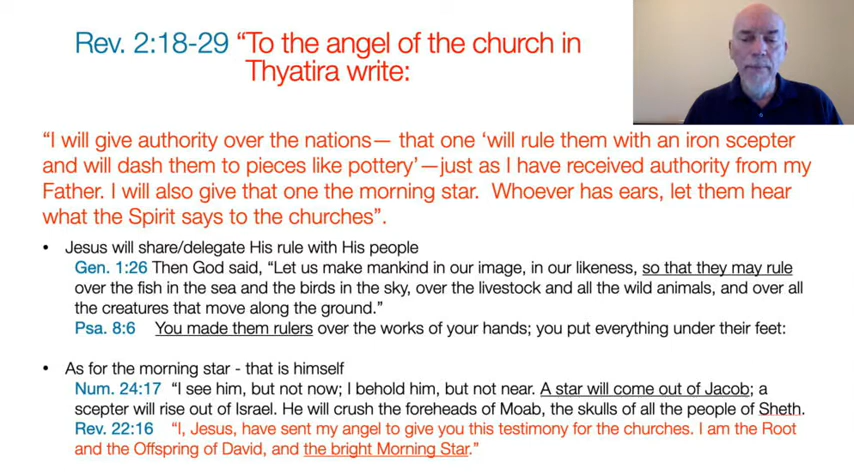 Rev. 2:18-29 “To the angel of the church in
Thyatira write:
“I will give authority over the nations— that one ‘will rule them with an iron scepter
and will dash them to pieces like pottery’—just as I have received authority from my
Father. I will also give that one the morning star. Whoever has ears, let them hear
what the Spirit says to the churches”.
• Jesus will share/delegate His rule with His people
Gen. 1:26 Then God said, “Let us make mankind in our image, in our likeness, so that they may rule
over the fish in the sea and the birds in the sky, over the livestock and all the wild animals, and over all
the creatures that move along the ground.”
Psa. 8:6 You made them rulers over the works of your hands; you put everything under their feet:
• As for the morning star - that is himself
Num. 24:17 “I see him, but not now; I behold him, but not near. A star will come out of Jacob; a
scepter will rise out of Israel. He will crush the foreheads of Moab, the skulls of all the people of Sheth.
Rev. 22:16 “I, Jesus, have sent my angel to give you this testimony for the churches. I am the Root
and the Offspring of David, and the bright Morning Star.”